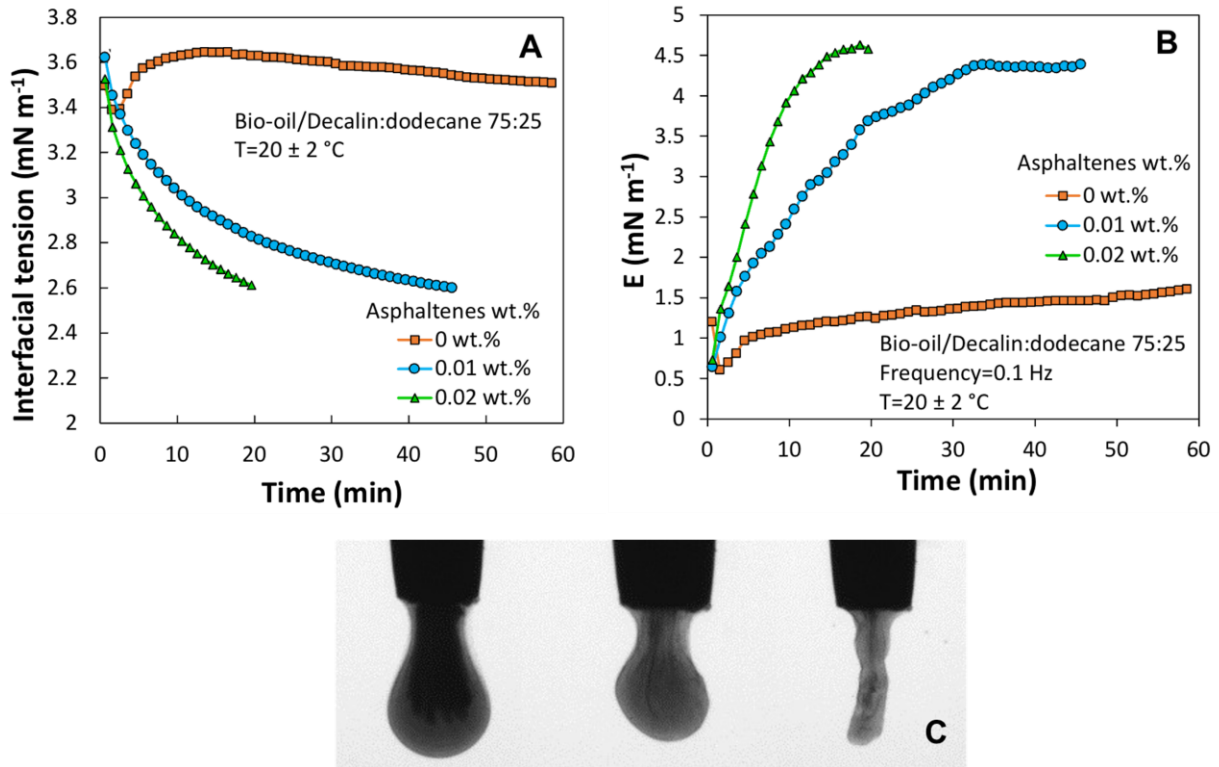 A
Interfacial tension (mN m⁻¹)
3.8
3.6
3.4
3.2
3
2.8
2.6
2.4
2.2
2
Bio-oil/Decalin:dodecane 75:25
T=20 ± 2 °C
Asphaltenes wt.%
0 wt.%
0.01 wt.%
0.02 wt.%
0 10 20 30 40 50 60
Time (min)
B
E (mN m⁻¹)
5
4.5
4
3.5
3
2.5
2
1.5
1
0.5
0
Asphaltenes wt.%
0 wt.%
0.01 wt.%
0.02 wt.%
Bio-oil/Decalin:dodecane 75:25
Frequency=0.1 Hz
T=20 ± 2 °C
0 10 20 30 40 50 60
Time (min)
C